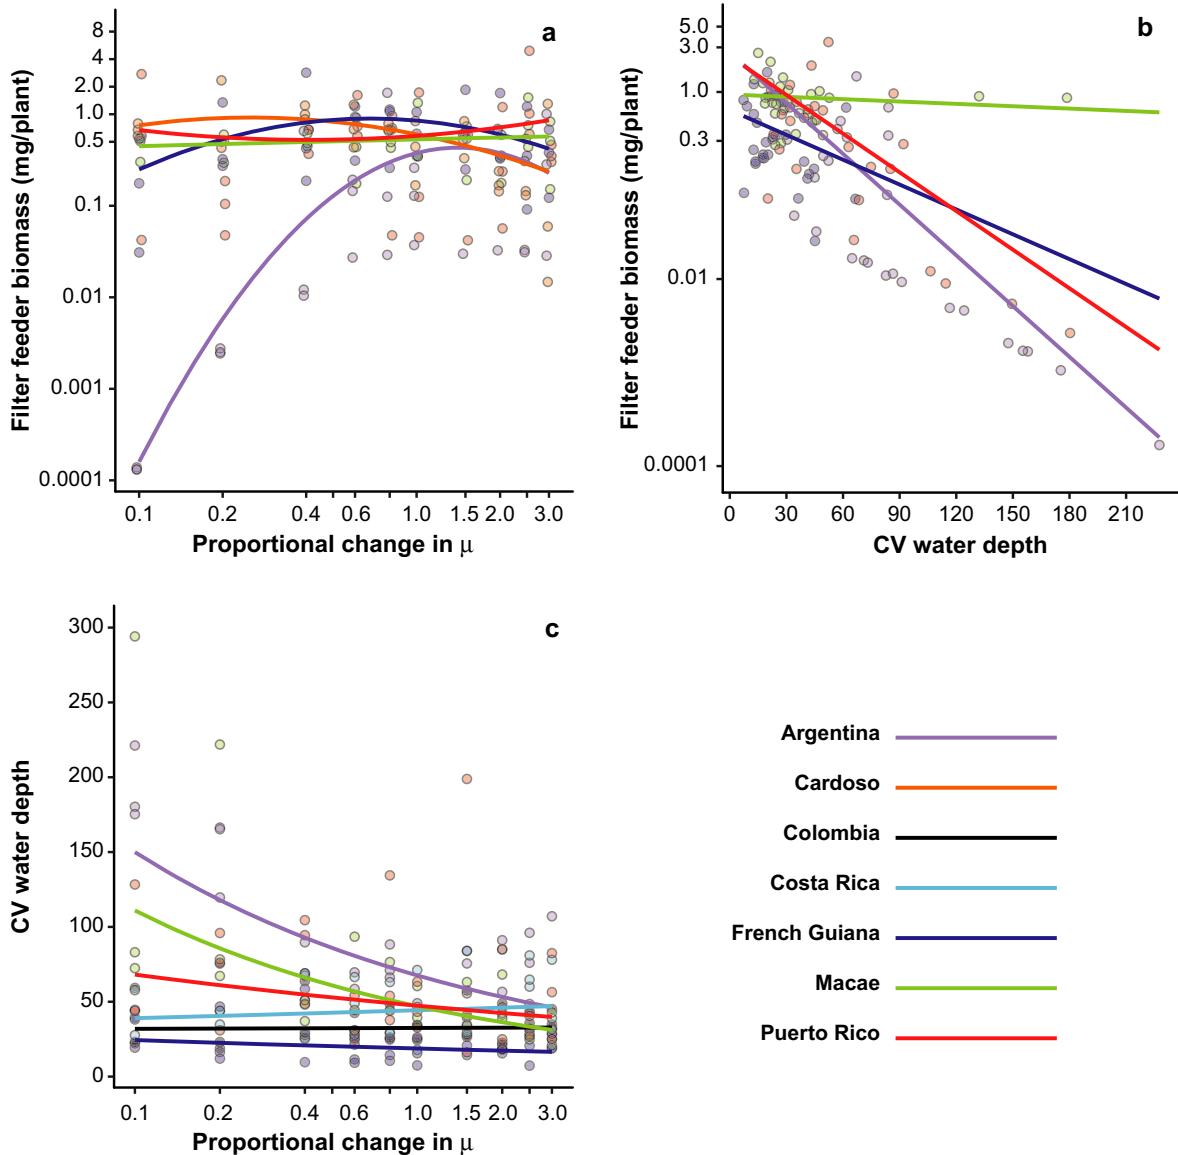 a
8
4
2.0
1.0
0.5
0.1
0.01
0.001
0.0001
Filter feeder biomass (mg/plant)
0.1 0.2 0.4 0.6 1.0 1.5 2.0 3.0
Proportional change in μ
b
5.0
3.0
1.0
0.3
0.01
0.0001
Filter feeder biomass (mg/plant)
0 30 60 90 120 150 180 210
CV water depth
c
300
250
200
150
100
50
0
CV water depth
0.1 0.2 0.4 0.6 1.0 1.5 2.0 3.0
Proportional change in μ
Argentina
Cardoso
Colombia
Costa Rica
French Guiana
Macae
Puerto Rico